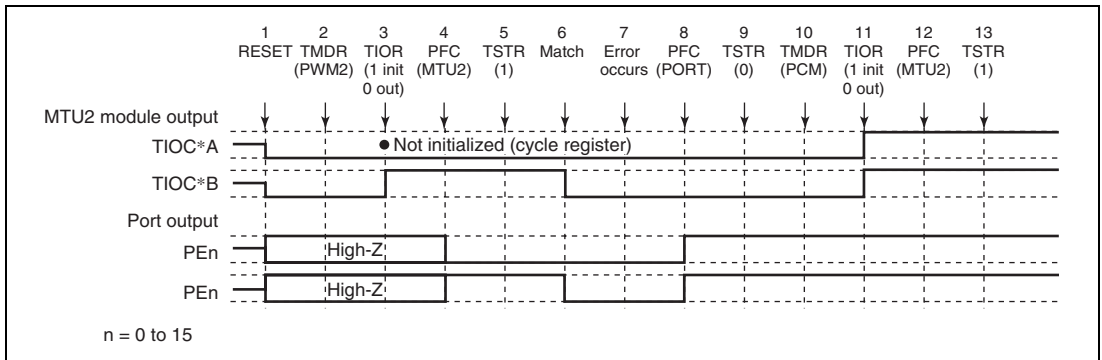 1 2 3 4 5 6 7 8 9 10 11 12 13
RESET TMDR TIOR PFC TSTR Match Error PFC TSTR TMDR TIOR PFC TSTR
(PWM2) (1 init (MTU2) (1) occurs (PORT) (0) (PCM) (1 init (MTU2) (1)
0 out) 0 out)
MTU2 module output
TIOC*A ● Not initialized (cycle register)
TIOC*B
Port output
PEn High-Z
PEn High-Z
n = 0 to 15